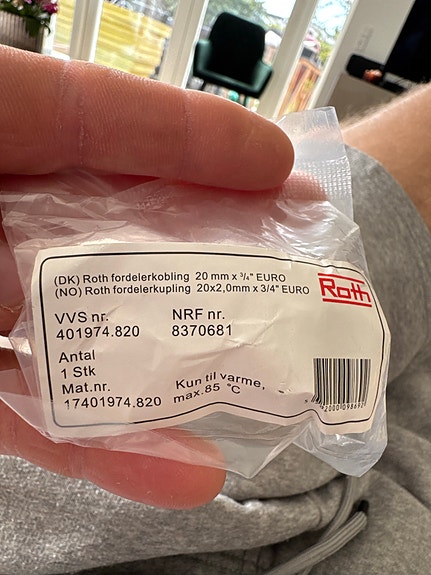 (DK) Roth fordelerkobling 20 mm x ¾" EURO
(NO) Roth fordelerkupling 20x2,0mm x 3/4" EURO
Roth
VVS nr. NRF nr.
401974.820 8370681
Antal
1 Stk
Mat.nr. Kun til varme,
17401974.820 max.85 °C